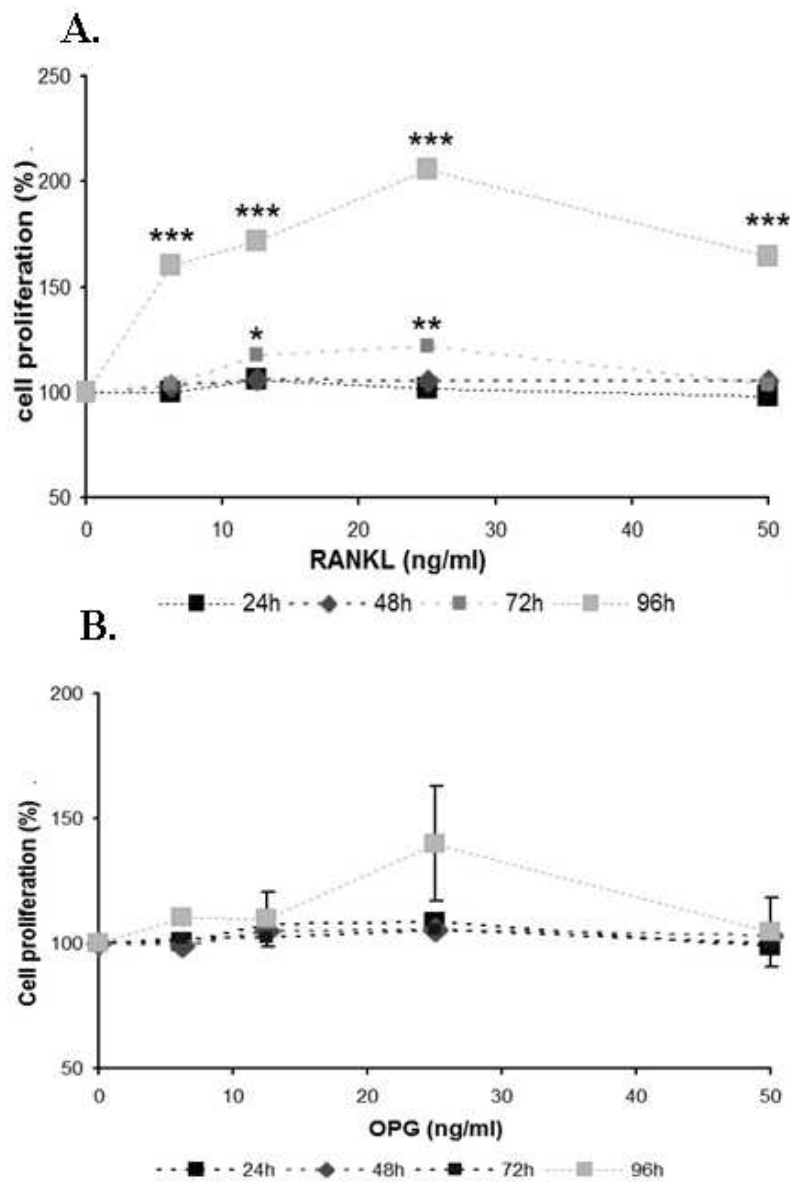 A.
250
***
200
***
***
***
cell proliferation (%)
150
**
*
100
50
0 10 20 30 40 50
RANKL (ng/ml)
24h 48h 72h 96h
B.
200
150
Cell proliferation (%)
100
50
0 10 20 30 40 50
OPG (ng/ml)
24h 48h 72h 96h